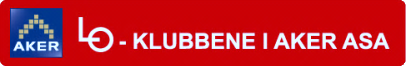 AKER LO - KLUBBENE I AKER ASA